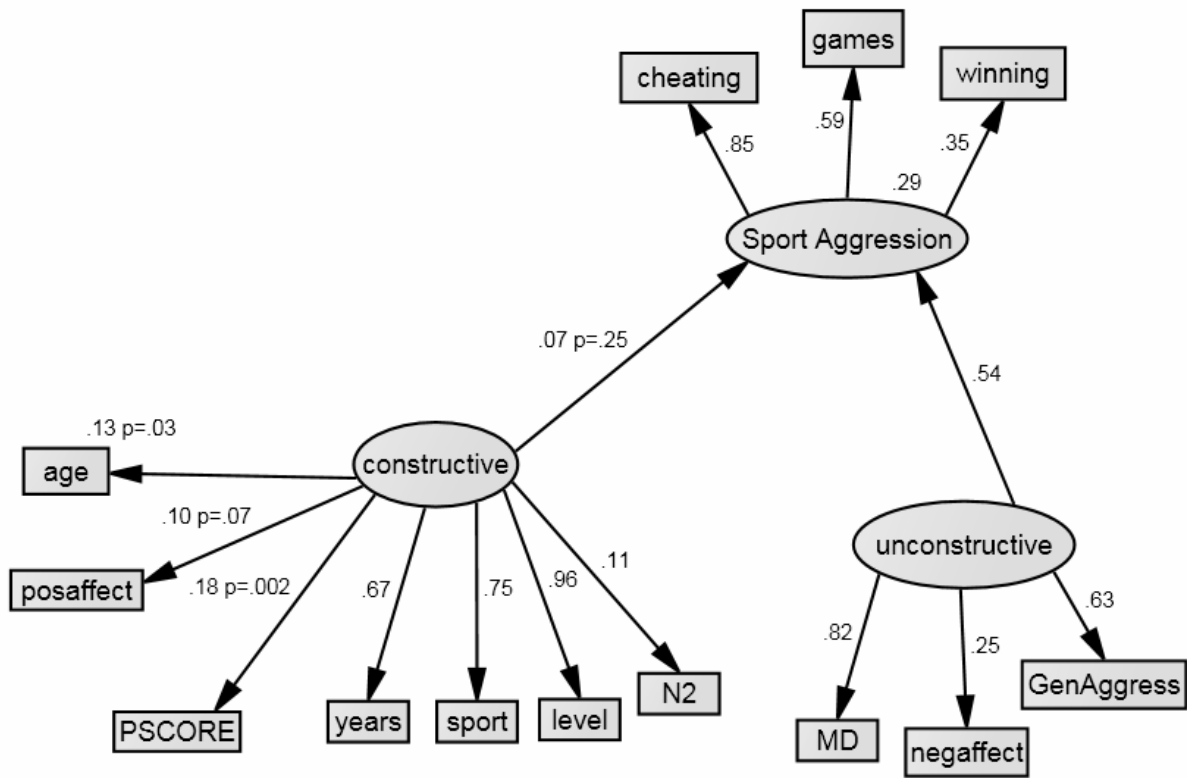 games
cheating
winning
.85
.59
.35
.29
Sport Aggression
.07 p=.25
.54
.13 p=.03
age
constructive
.10 p=.07
posaffect
.18 p=.002
.67
.75
.96
.11
unconstructive
.82
.25
.63
PSCORE
years
sport
level
N2
MD
negaffect
GenAggress